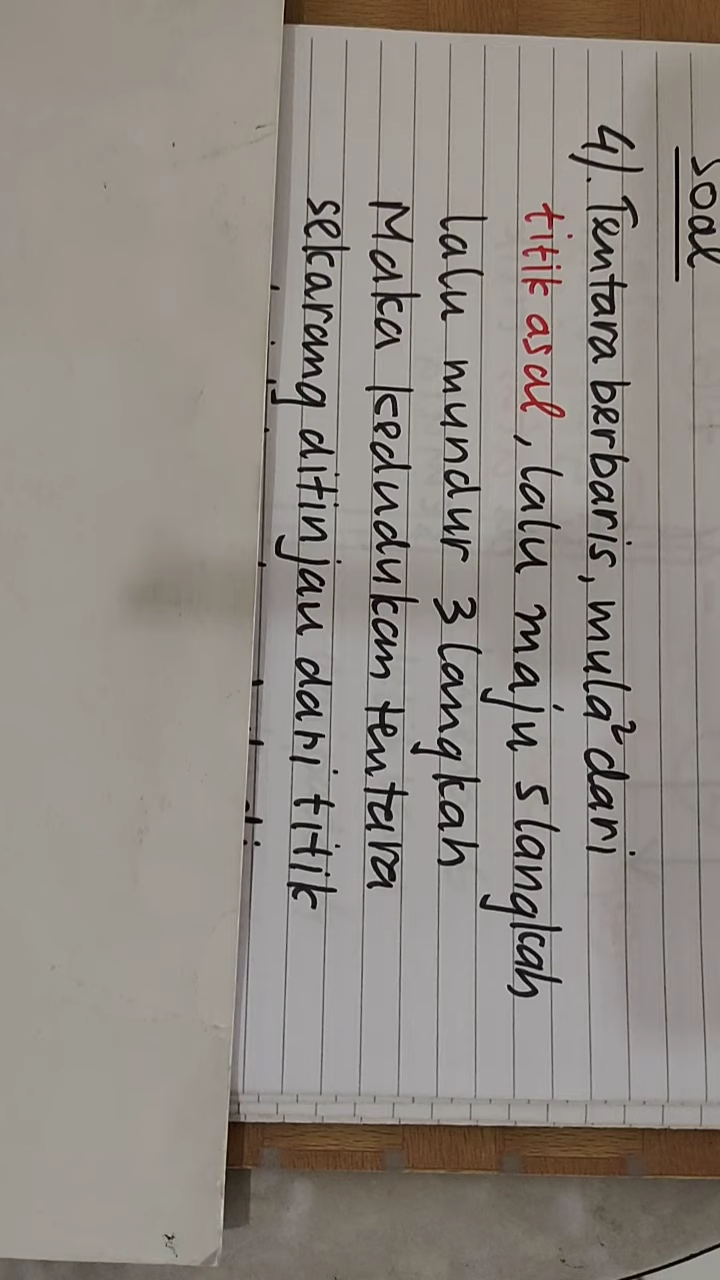 Soal
4). Tentara berbaris, mula² dari
titik asal, lalu maju 5 langkah
lalu mundur 3 langkah
Maka kedudukan tentara
sekarang ditinjau dari titik